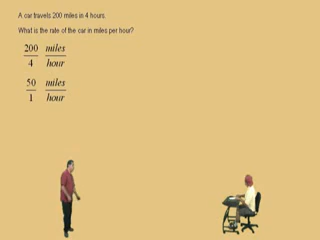 A car travels 200 miles in 4 hours
What is the rate of the car in miles per hour?
200 miles
4 hour
50 miles
1 hour